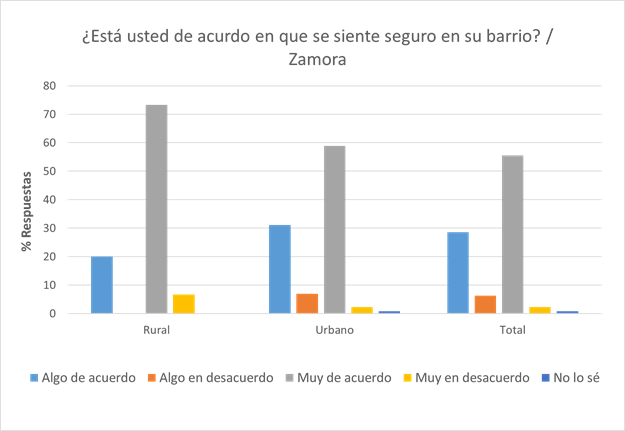 ¿Está usted de acurdo en que se siente seguro en su barrio? /
Zamora
80
70
60
50
40
30
20
10
0
% Respuestas
Rural
Urbano
Total
Algo de acuerdo
Algo en desacuerdo
Muy de acuerdo
Muy en desacuerdo
No lo sé